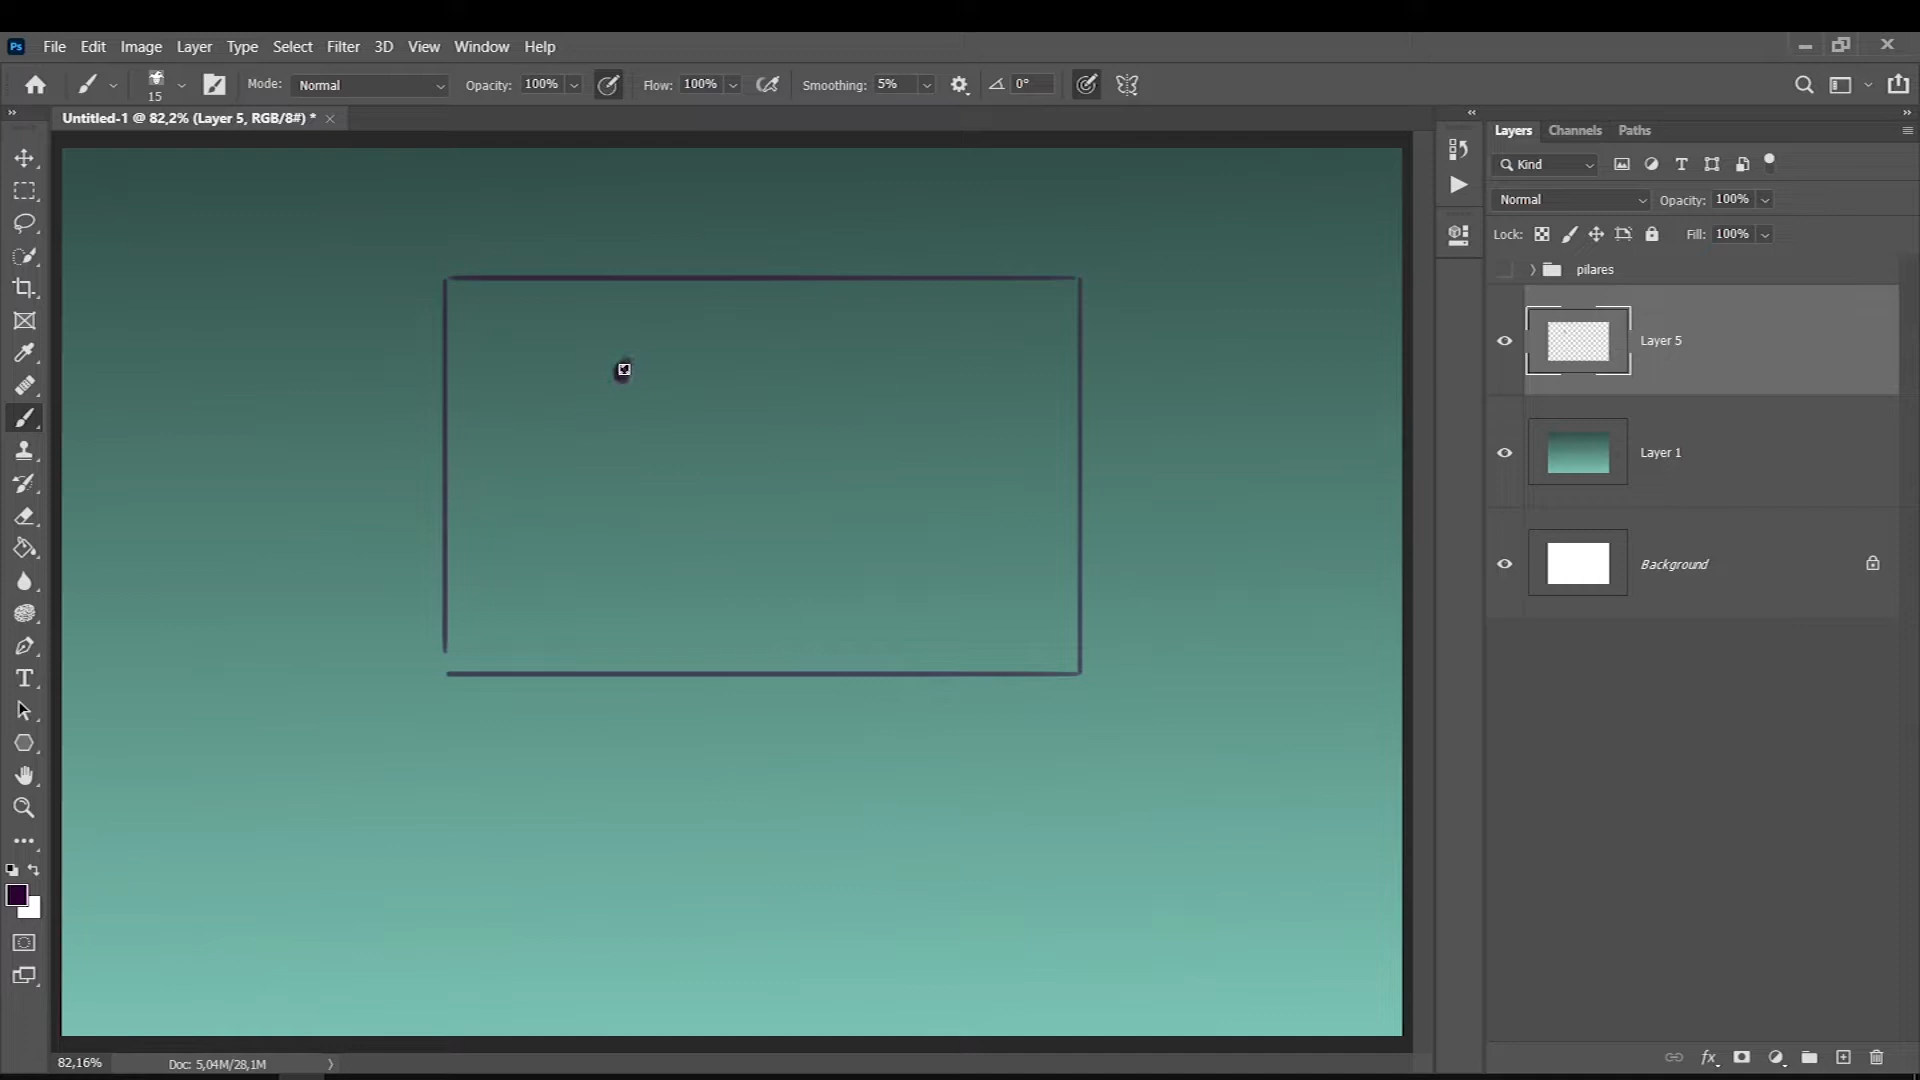 Ps File Edit Image Layer Type Select Filter 3D View Window Help
15 Mode: Normal Opacity: 100% Flow: 100% Smoothing: 5% 0°
Untitled-1 @ 82,2% (Layer 5, RGB/8#) *
Layers Channels Paths
Kind
Normal Opacity: 100%
Lock: Fill: 100%
pilares
Layer 5
Layer 1
Background
82,16% Doc: 5,04M/28,1M
fx